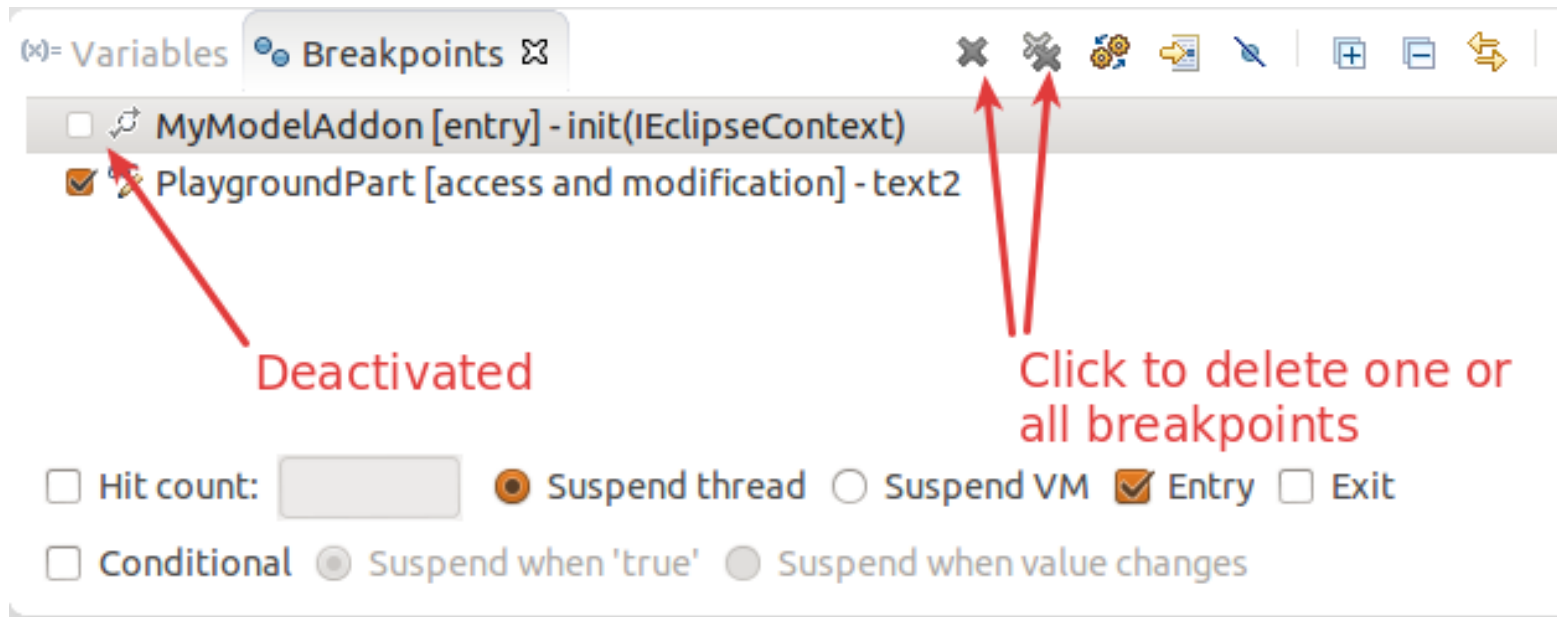 (x)= Variables Breakpoints
MyModelAddon [entry] - init(IEclipseContext)
PlaygroundPart [access and modification] - text2
Deactivated
Click to delete one or
all breakpoints
Hit count: Suspend thread Suspend VM Entry Exit
Conditional Suspend when 'true' Suspend when value changes